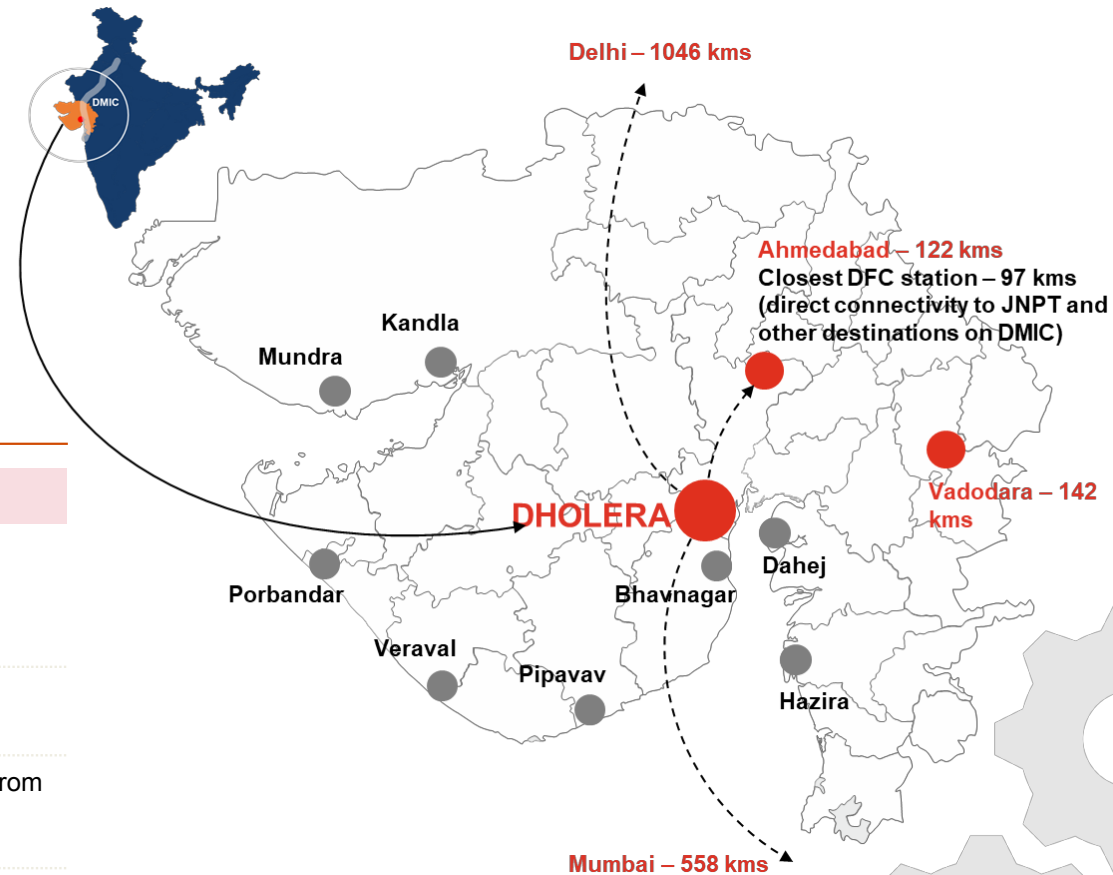 Delhi – 1046 kms
DMIC
Ahmedabad – 122 kms
Closest DFC station – 97 kms
(direct connectivity to JNPT and
other destinations on DMIC)
Kandla
Mundra
Vadodara – 142
kms
DHOLERA
Dahej
Porbandar
Bhavnagar
Veraval
Pipavav
Hazira
rom
Mumbai – 558 kms